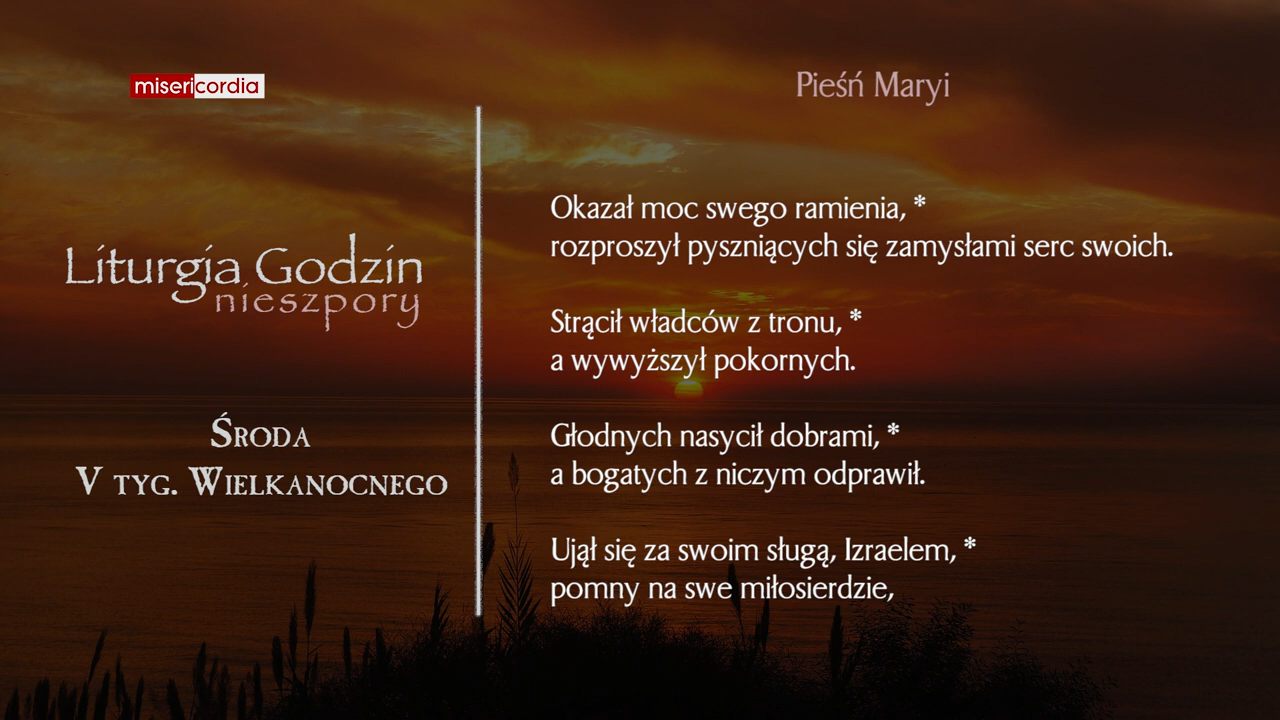 misericordia
Pieśń Maryi
Liturgia Godzin
nieszpory
Środa
V tyg. Wielkanocnego
Okazał moc swego ramienia, *
rozproszył pyszniących się zamysłami serc swoich.
Strącił władców z tronu, *
a wywyższył pokornych.
Głodnych nasycił dobrami, *
a bogatych z niczym odprawił.
Ujął się za swoim sługą, Izraelem, *
pomny na swe miłosierdzie,